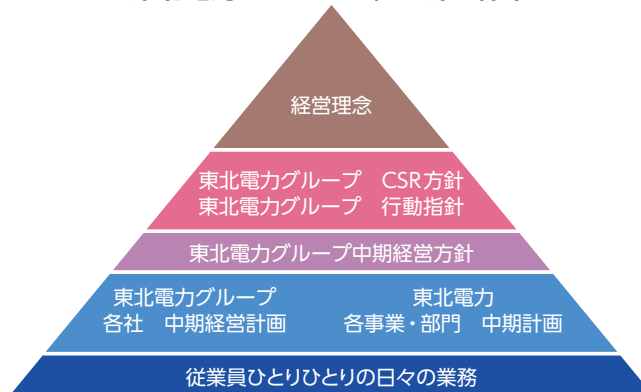 経営理念
東北電力グループ　CSR方針
東北電力グループ　行動指針
東北電力グループ中期経営方針
東北電力グループ
各社　中期経営計画
東北電力
各事業・部門　中期計画
従業員ひとりひとりの日々の業務